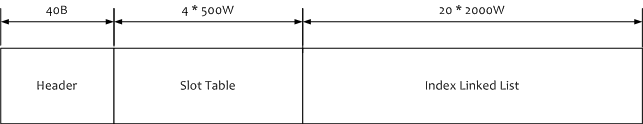 40B 4 * 500W 20 * 2000W
Header Slot Table Index Linked List